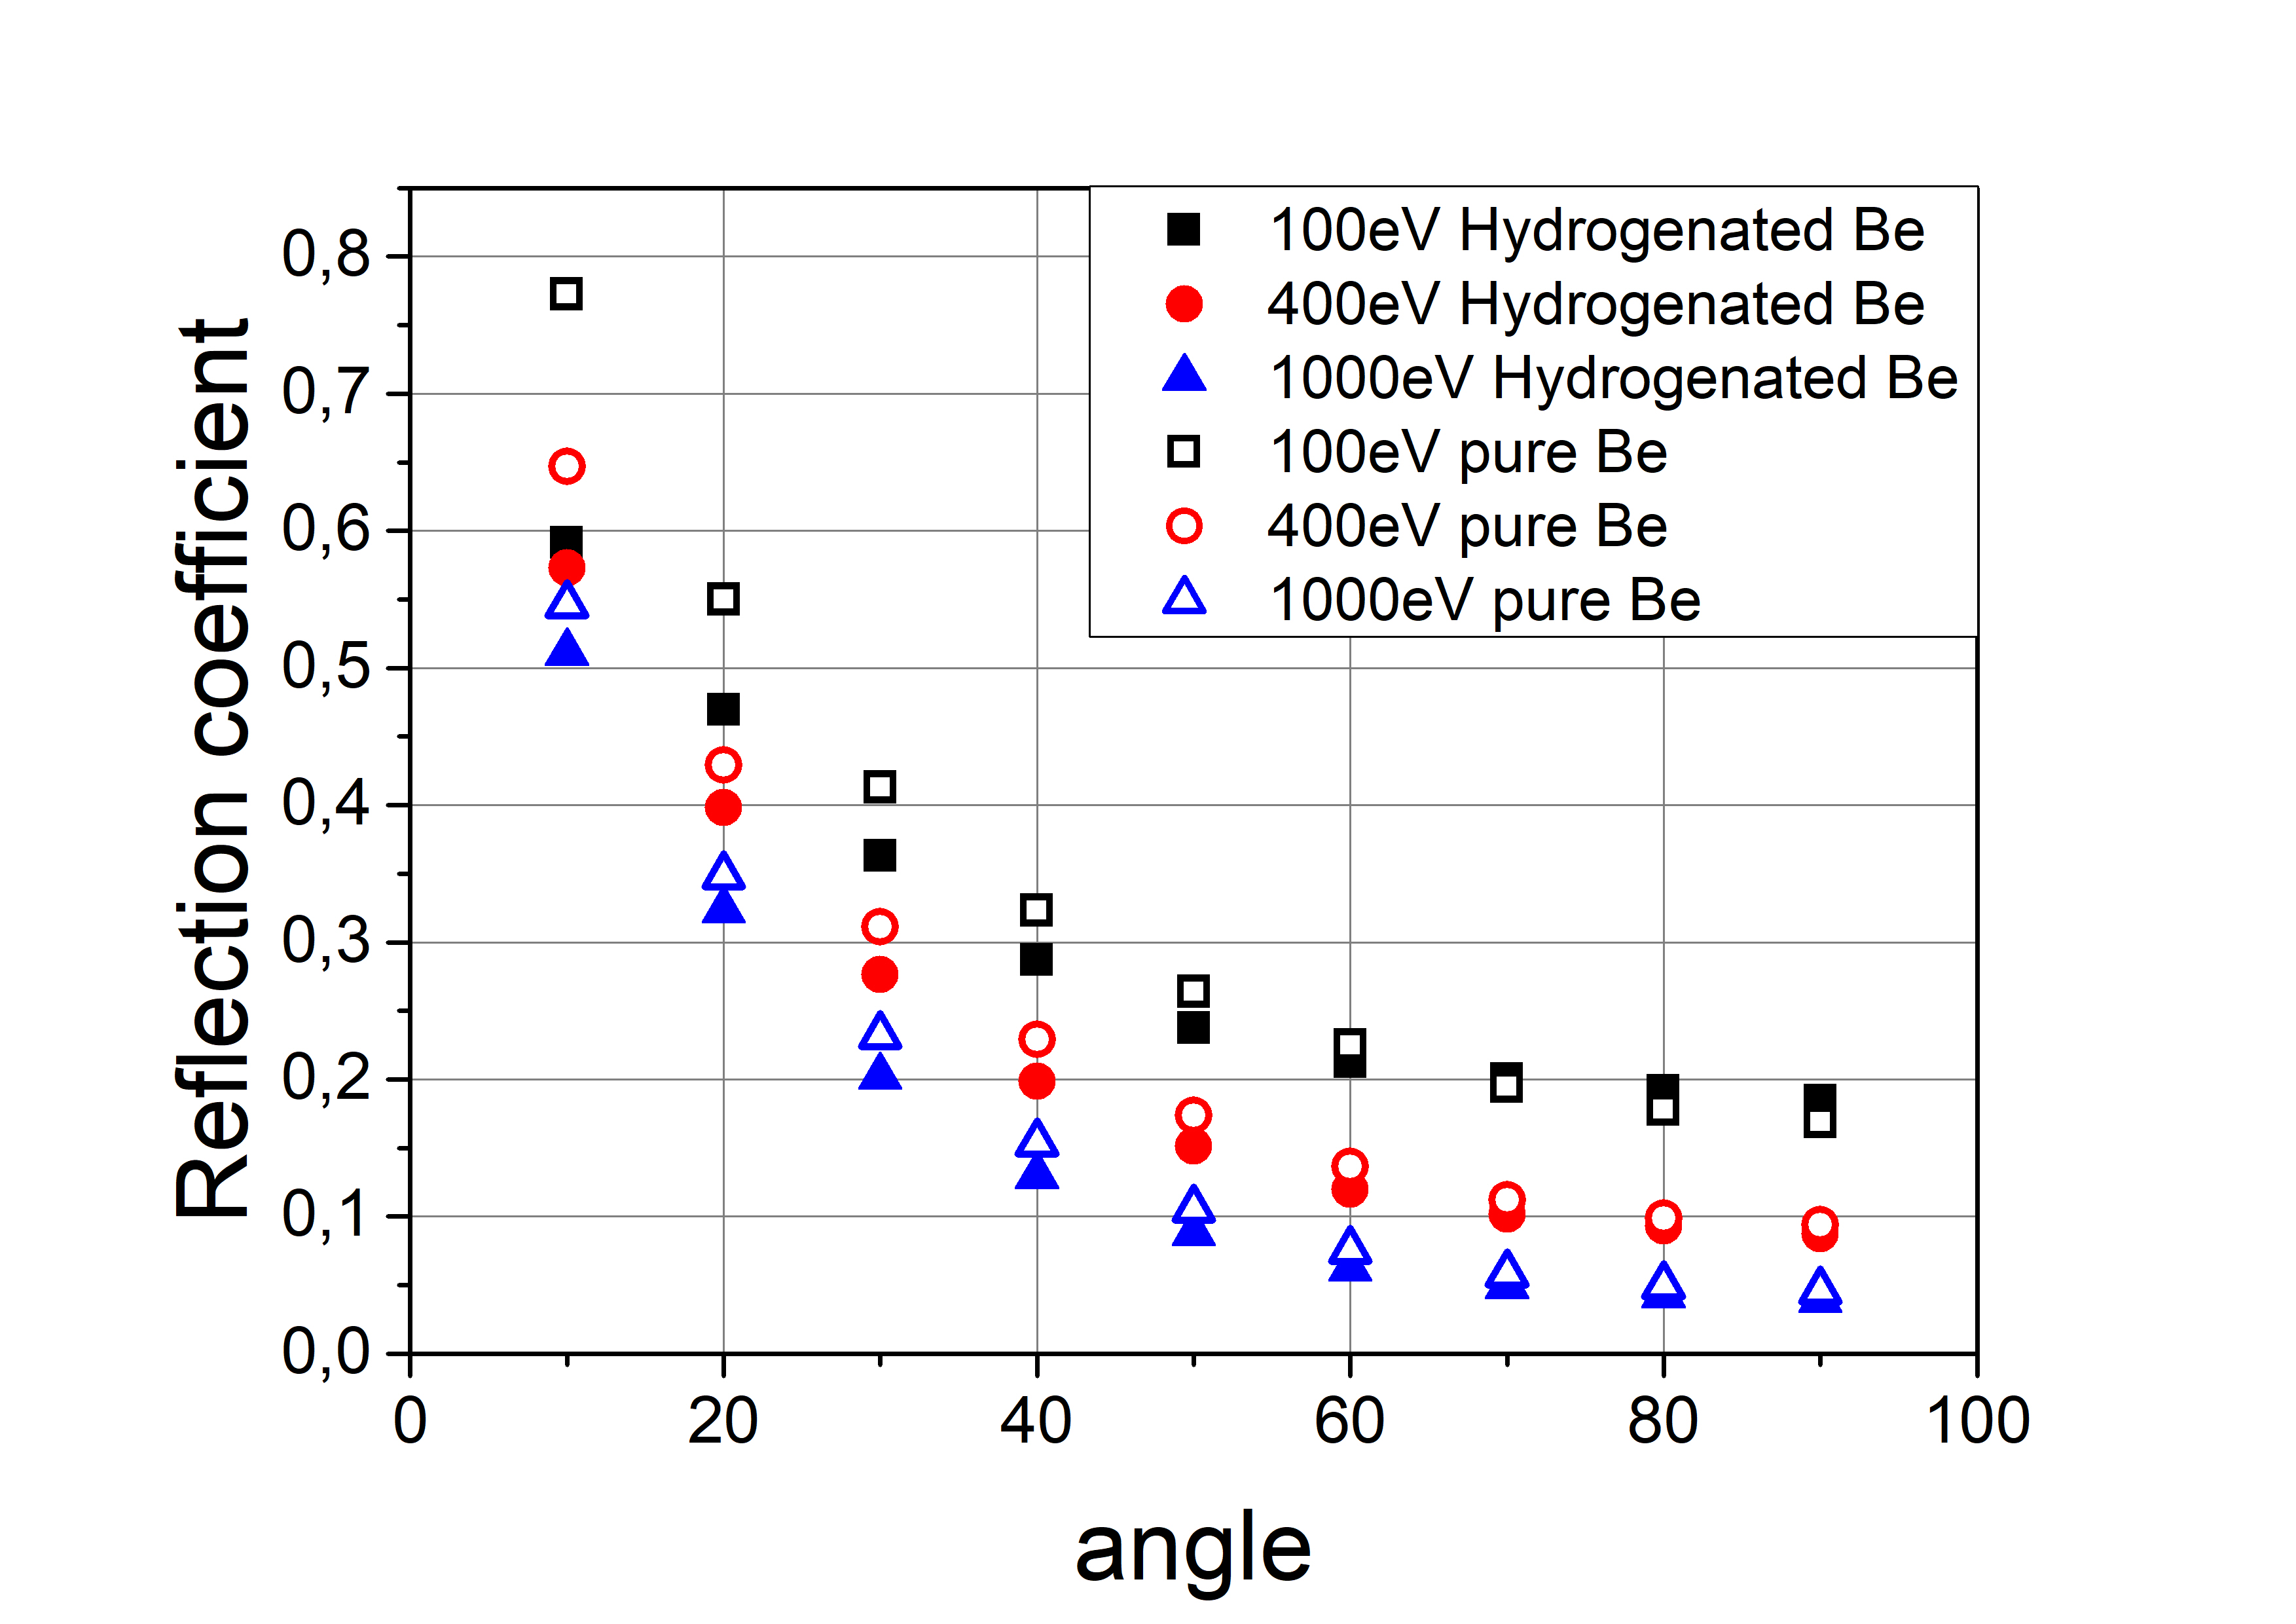 Reflection coefficient
0,8
0,7
0,6
0,5
0,4
0,3
0,2
0,1
0,0
100eV Hydrogenated Be
400eV Hydrogenated Be
1000eV Hydrogenated Be
100eV pure Be
400eV pure Be
1000eV pure Be
0 20 40 60 80 100
angle